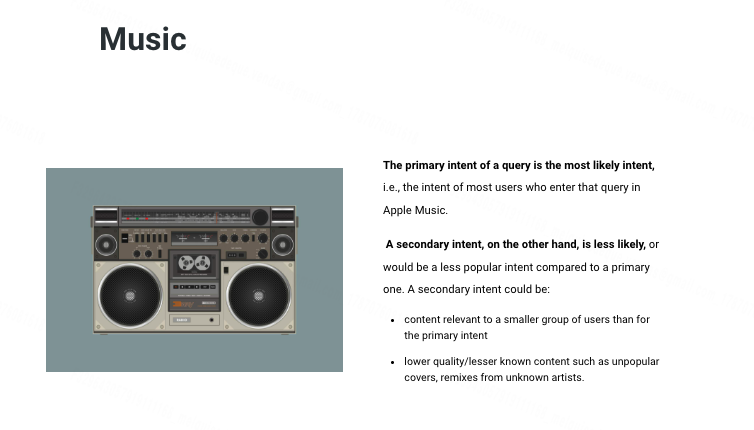 Music
The primary intent of a query is the most likely intent,
i.e., the intent of most users who enter that query in
Apple Music.
A secondary intent, on the other hand, is less likely, or
would be a less popular intent compared to a primary
one. A secondary intent could be:
• content relevant to a smaller group of users than for
the primary intent
• lower quality/lesser known content such as unpopular
covers, remixes from unknown artists.